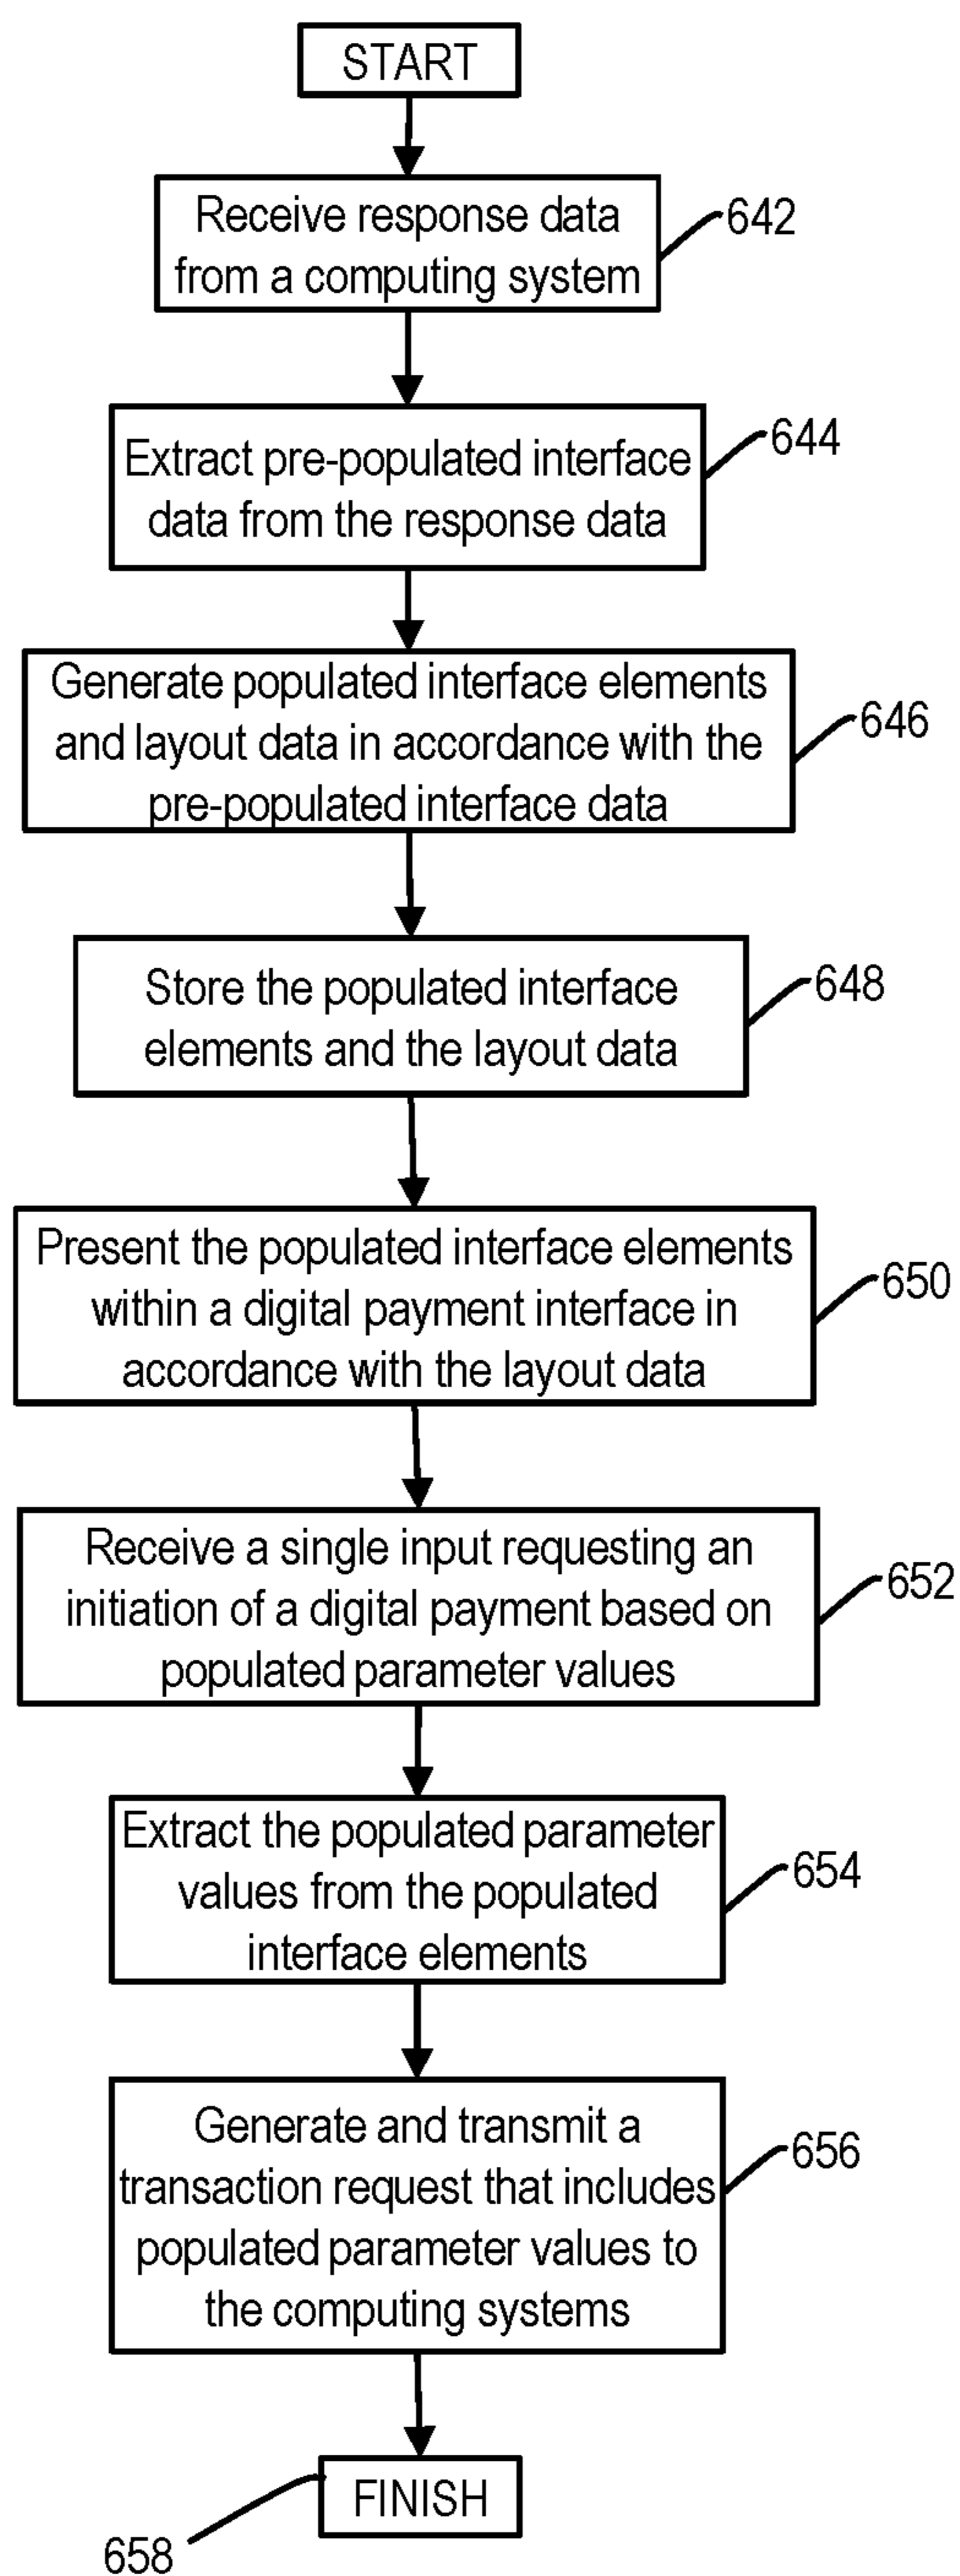 START
Receive response data
from a computing system
642
Extract pre-populated interface
data from the response data
644
Generate populated interface elements
and layout data in accordance with the
pre-populated interface data
646
Store the populated interface
elements and the layout data
648
Present the populated interface elements
within a digital payment interface in
accordance with the layout data
650
Receive a single input requesting an
initiation of a digital payment based on
populated parameter values
652
Extract the populated parameter
values from the populated
interface elements
654
Generate and transmit a
transaction request that includes
populated parameter values to
the computing systems
656
FINISH
658